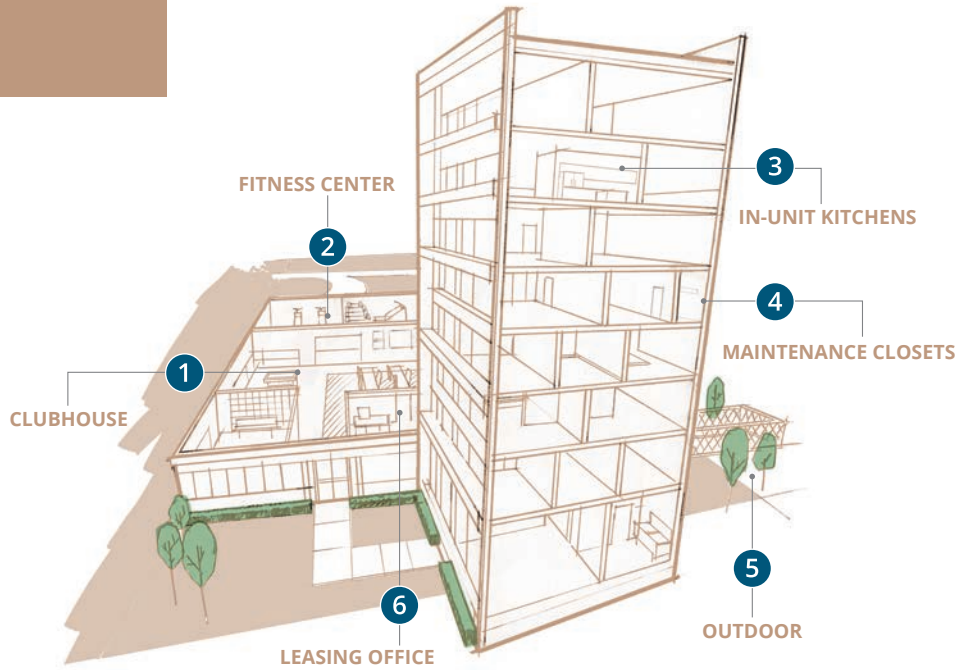 FITNESS CENTER
2
3
IN-UNIT KITCHENS
4
MAINTENANCE CLOSETS
1
CLUBHOUSE
5
OUTDOOR
6
LEASING OFFICE